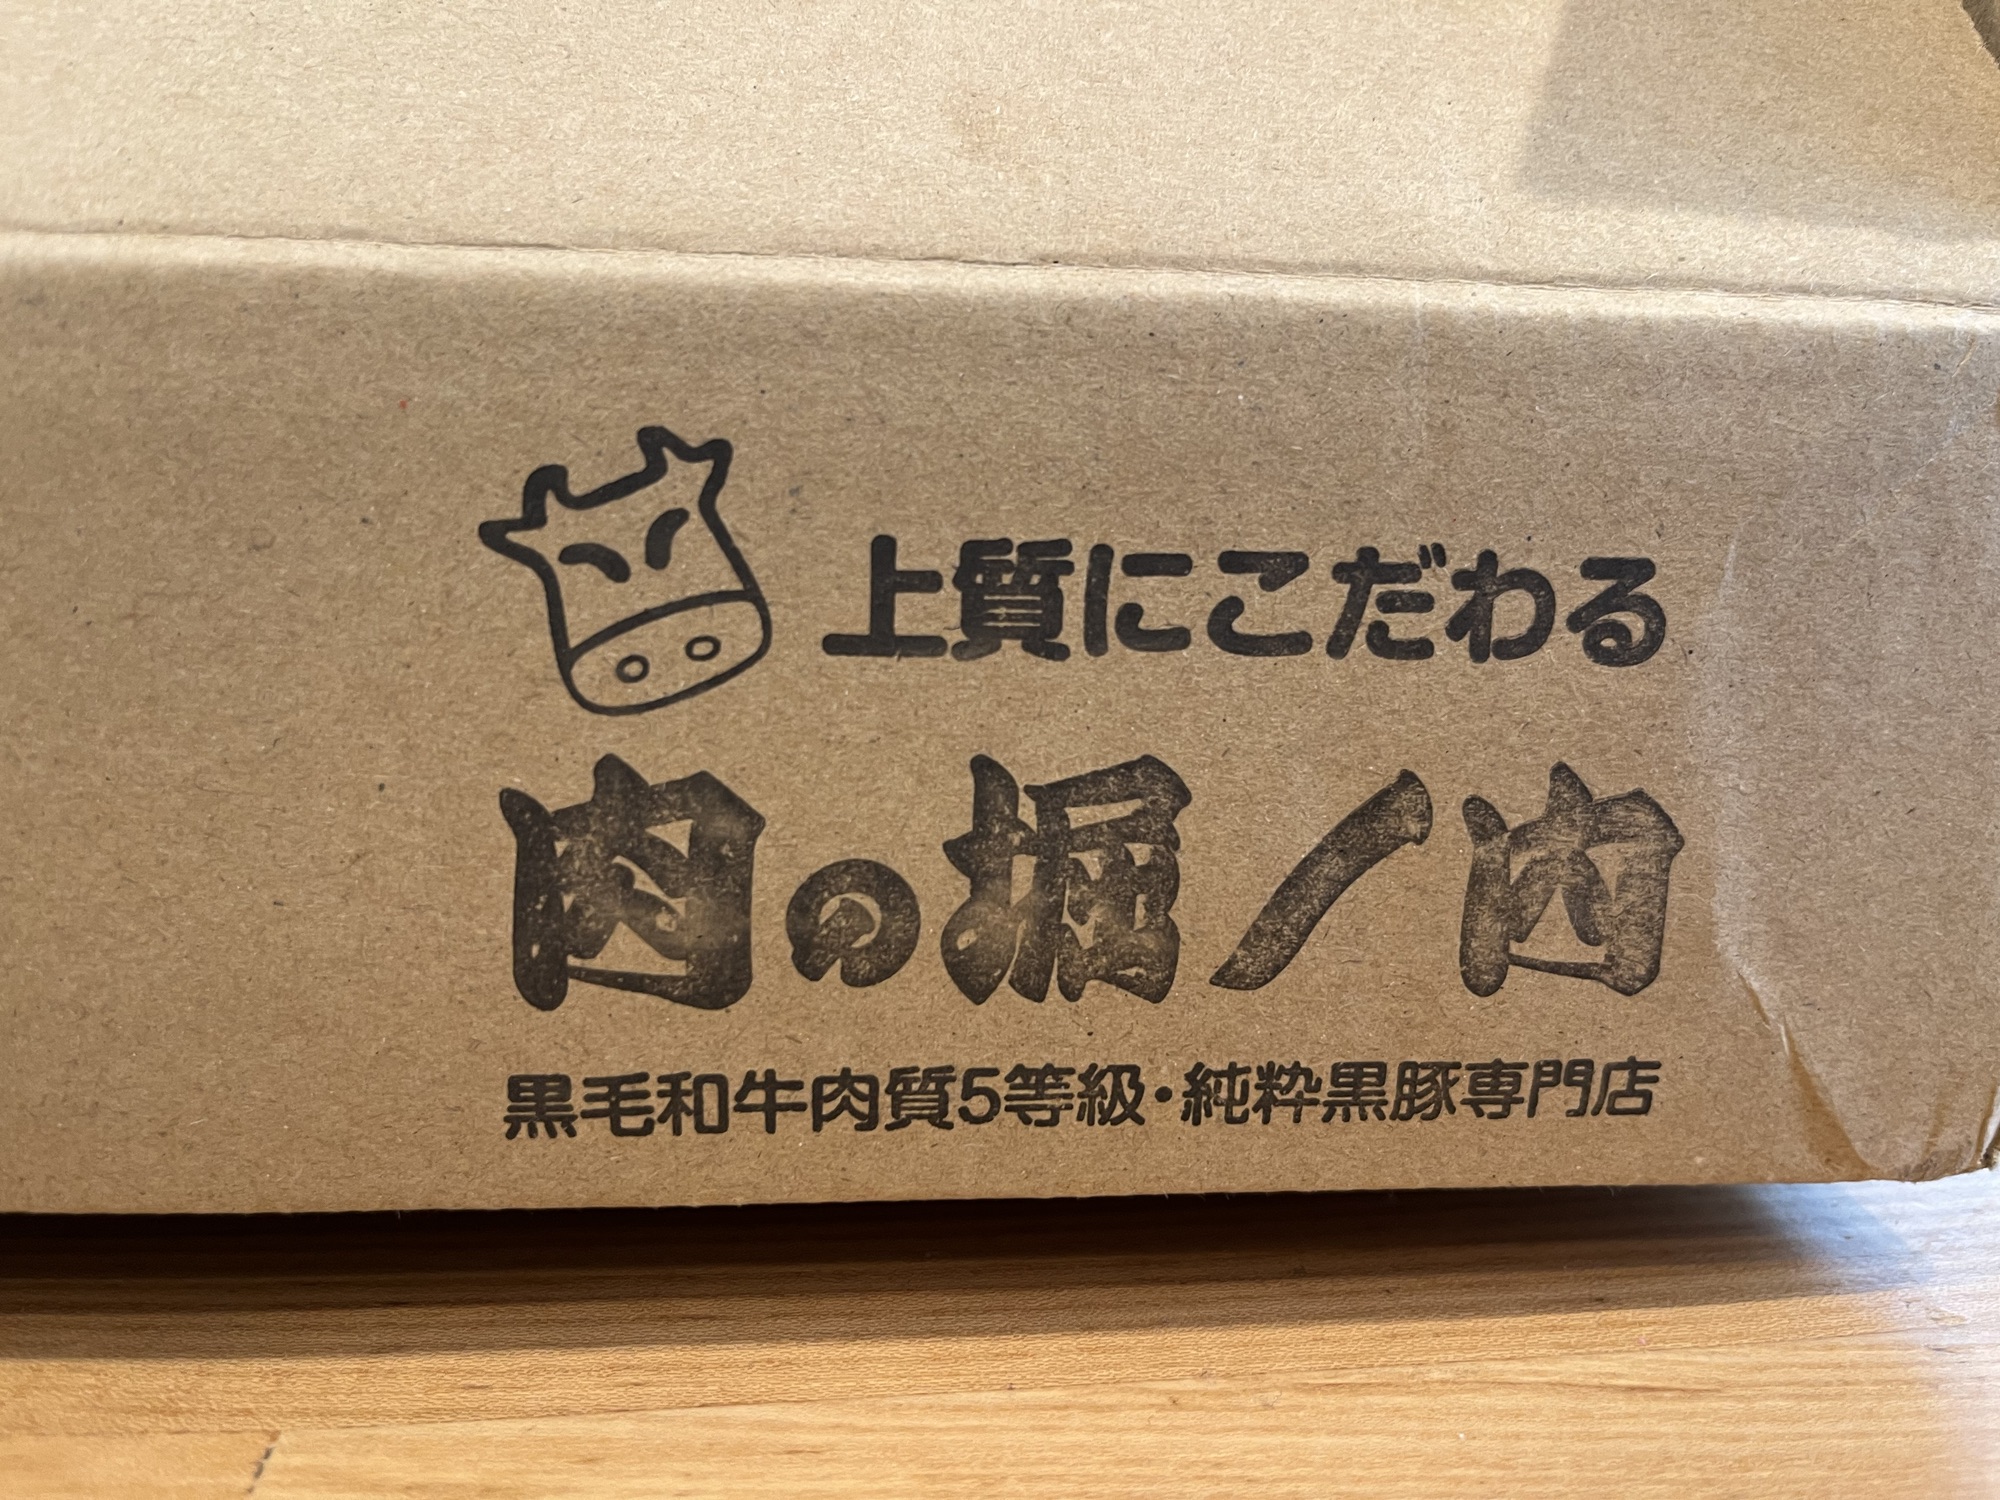 上質にこだわる
肉の堀ノ内
黒毛和牛肉質5等級・純粋黒豚専門店